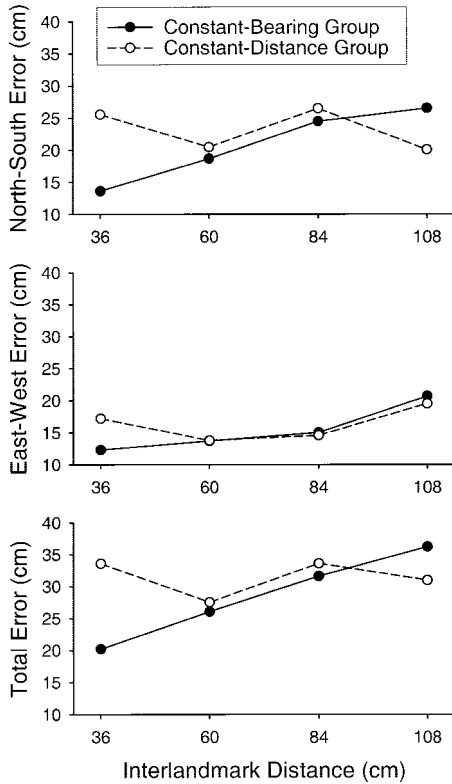 Constant-Bearing Group
Constant-Distance Group
North-South Error (cm)
40
35
30
25
20
15
10
36 60 84 108
East-West Error (cm)
40
35
30
25
20
15
10
36 60 84 108
Total Error (cm)
40
35
30
25
20
15
10
36 60 84 108
Interlandmark Distance (cm)